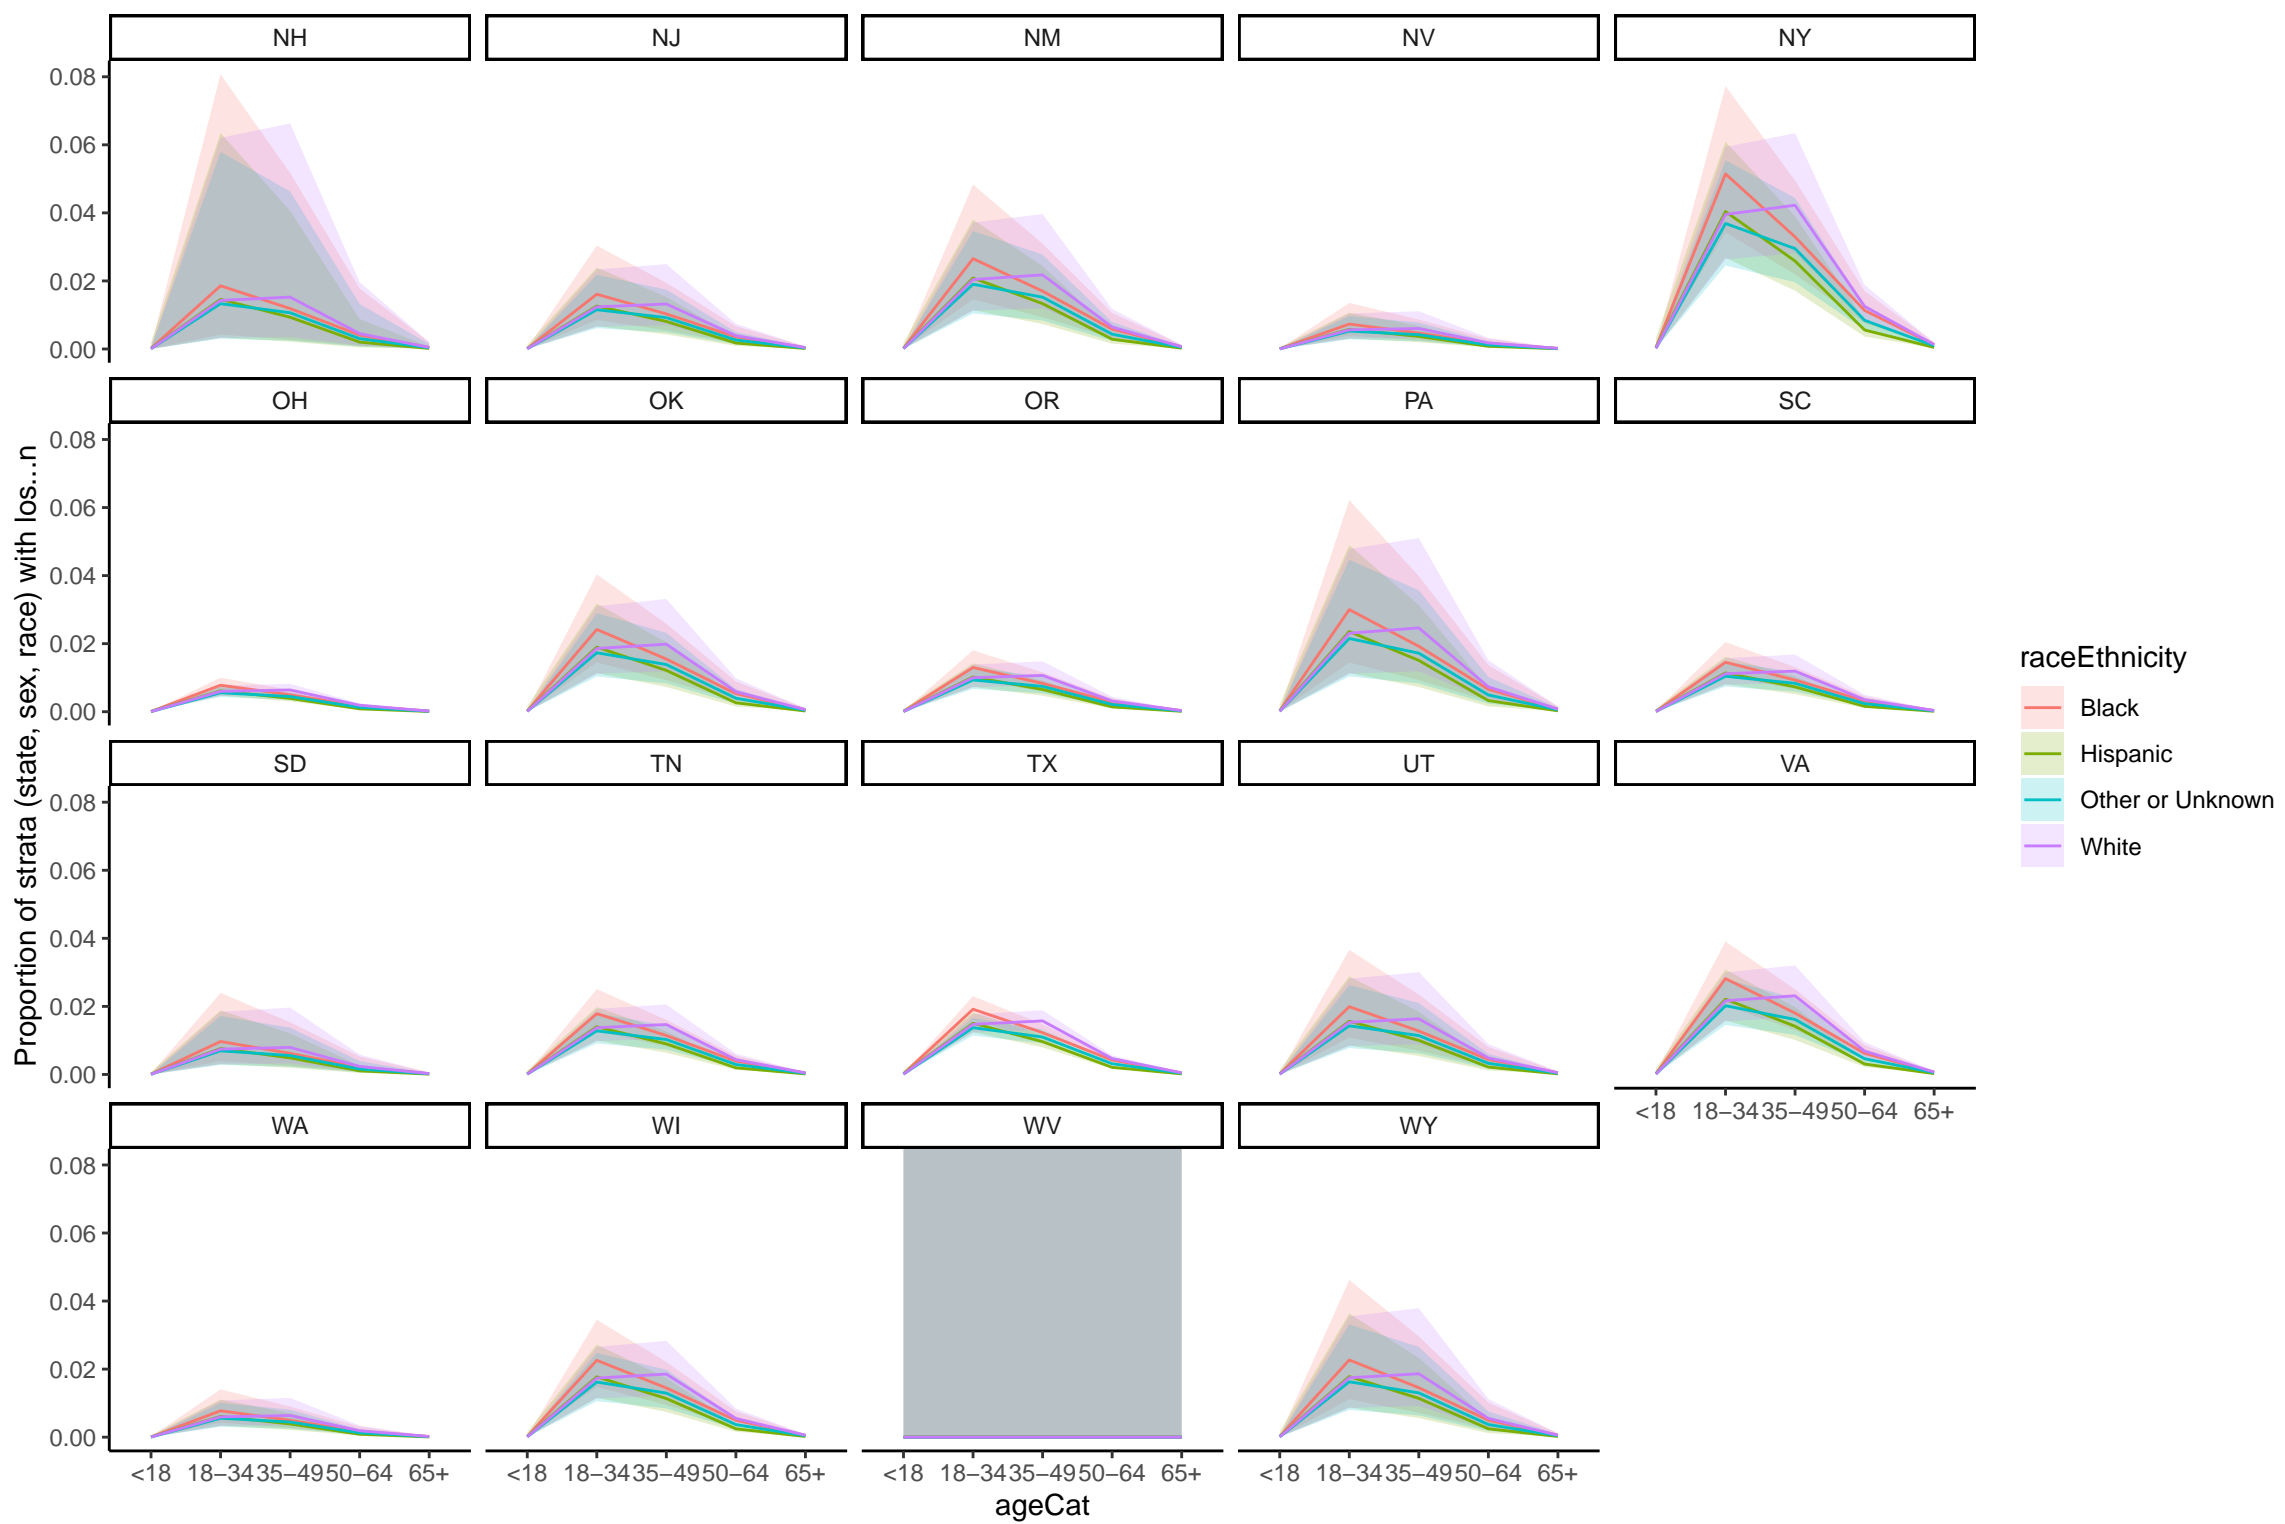 NH NJ NM NV NY
0.08
0.06
0.04
0.02
0.00
OH OK OR PA SC
0.08
0.06
0.04
0.02
0.00
SD TN TX UT VA
0.08
0.06
0.04
0.02
0.00
<18 18–34 35–49 50–64 65+
WA WI WV WY
0.08
0.06
0.04
0.02
0.00
<18 18–34 35–49 50–64 65+ <18 18–34 35–49 50–64 65+ <18 18–34 35–49 50–64 65+ <18 18–34 35–49 50–64 65+
ageCat
Proportion of strata (state, sex, race) with los...n
raceEthnicity
Black
Hispanic
Other or Unknown
White